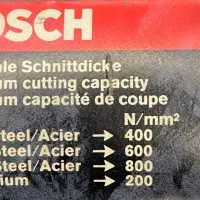 OSCH
ale Schnittdicke
um cutting capacity
um capacité de coupe
N/mm²
Steel/Acier → 400
Steel/Acier → 600
Steel/Acier → 800
ium → 200